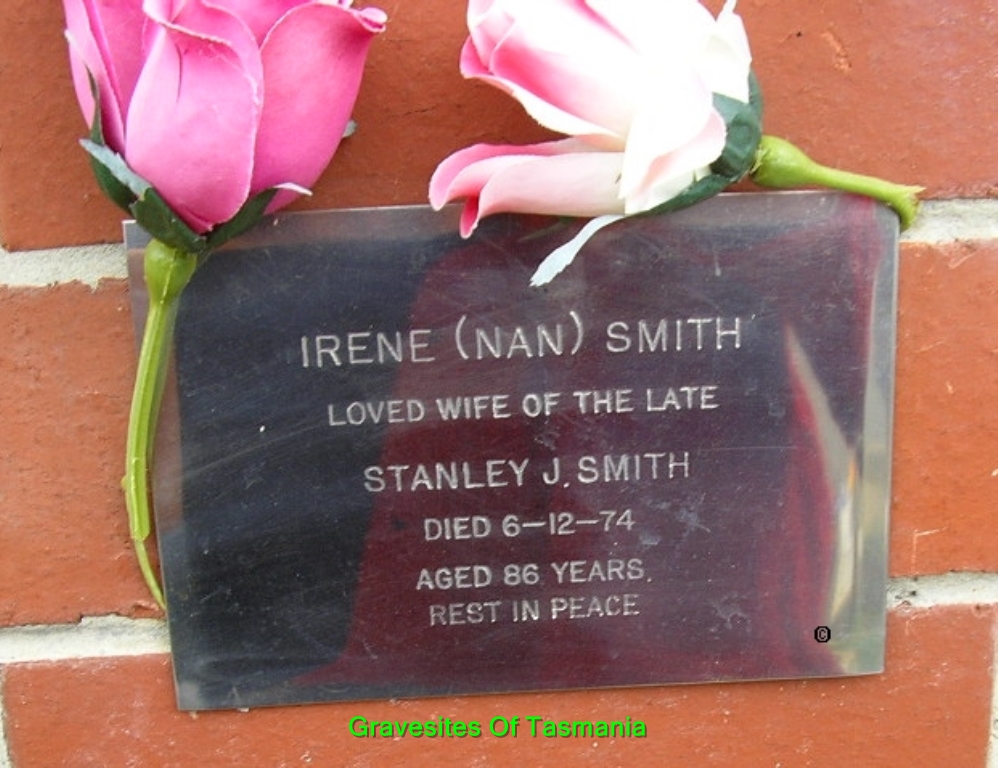 IRENE (NAN) SMITH
LOVED WIFE OF THE LATE
STANLEY J. SMITH
DIED 6-12-74
AGED 86 YEARS.
REST IN PEACE
©
Gravesites Of Tasmania